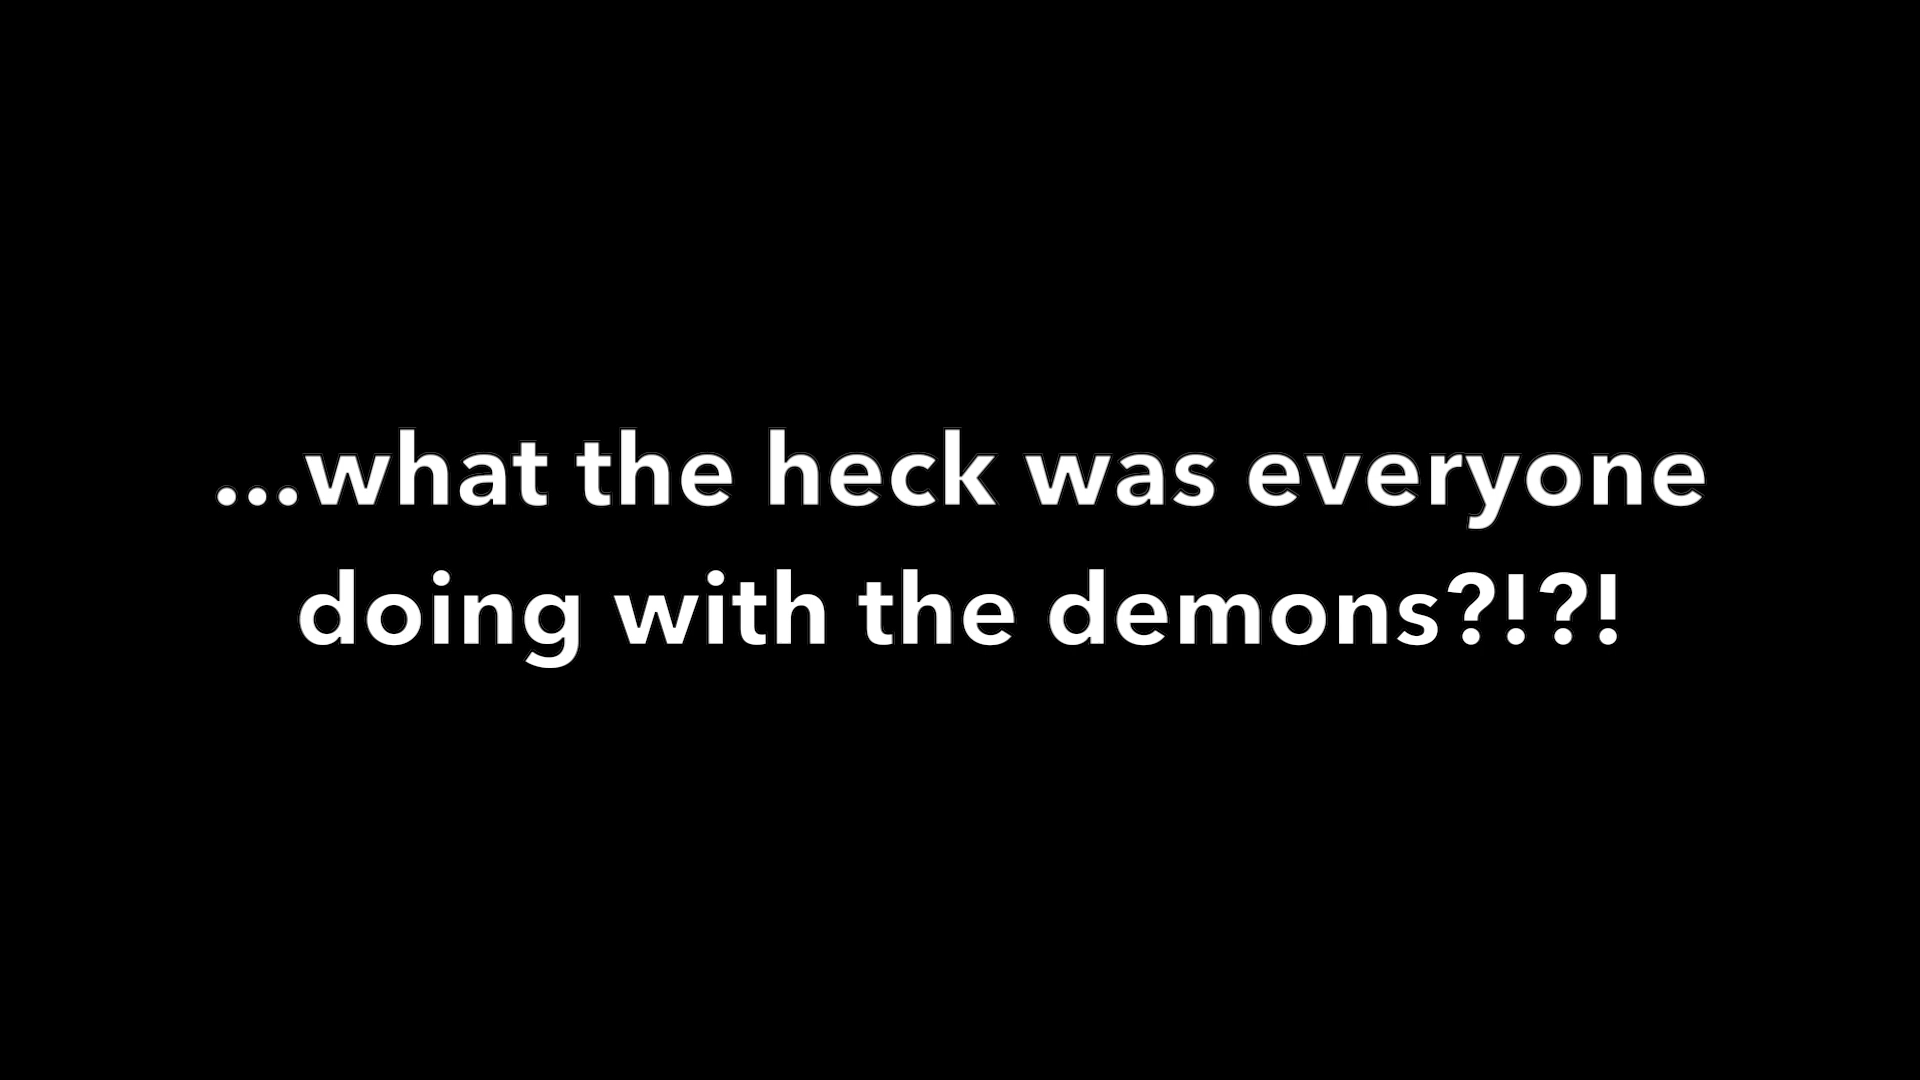 ...what the heck was everyone
doing with the demons?!?!